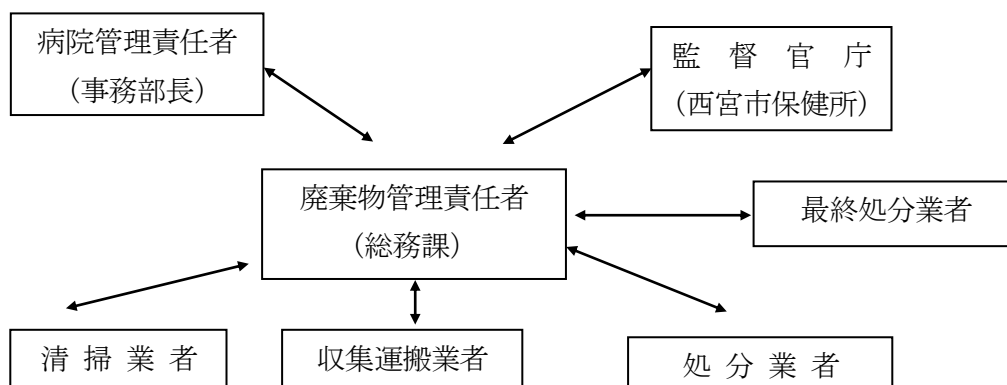 病院管理責任者
(事務部長)
監 督 官 庁
(西宮市保健所)
廃棄物管理責任者
(総務課)
最終処分業者
清 掃 業 者
収集運搬業者
処 分 業 者